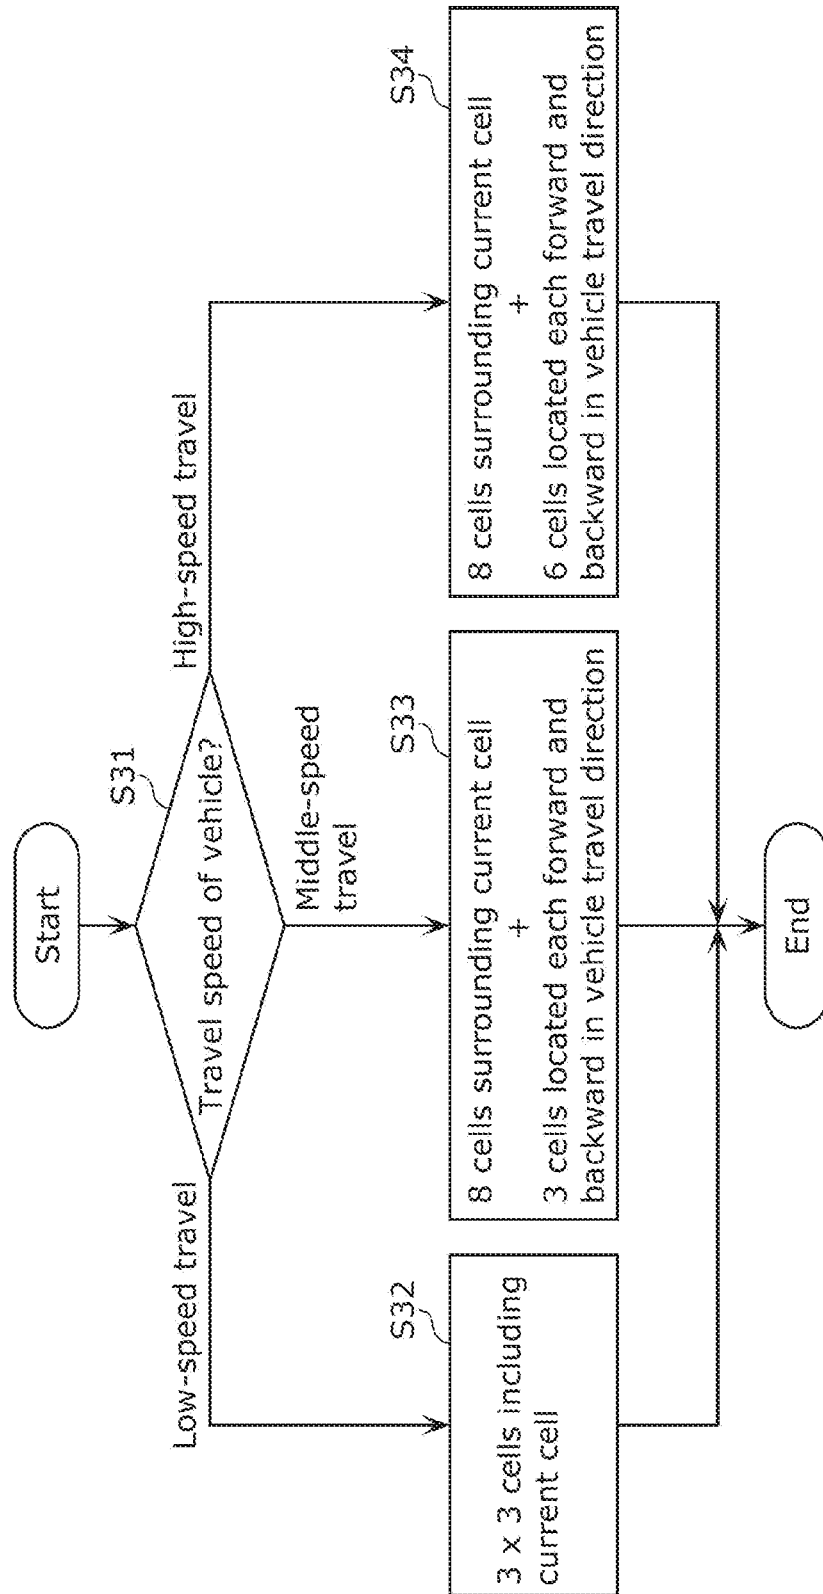 Start
S31
Travel speed of vehicle?
Low-speed travel
Middle-speed
travel
High-speed travel
S32
3 x 3 cells including
current cell
S33
8 cells surrounding current cell
+
3 cells located each forward and
backward in vehicle travel direction
S34
8 cells surrounding current cell
+
6 cells located each forward and
backward in vehicle travel direction
End